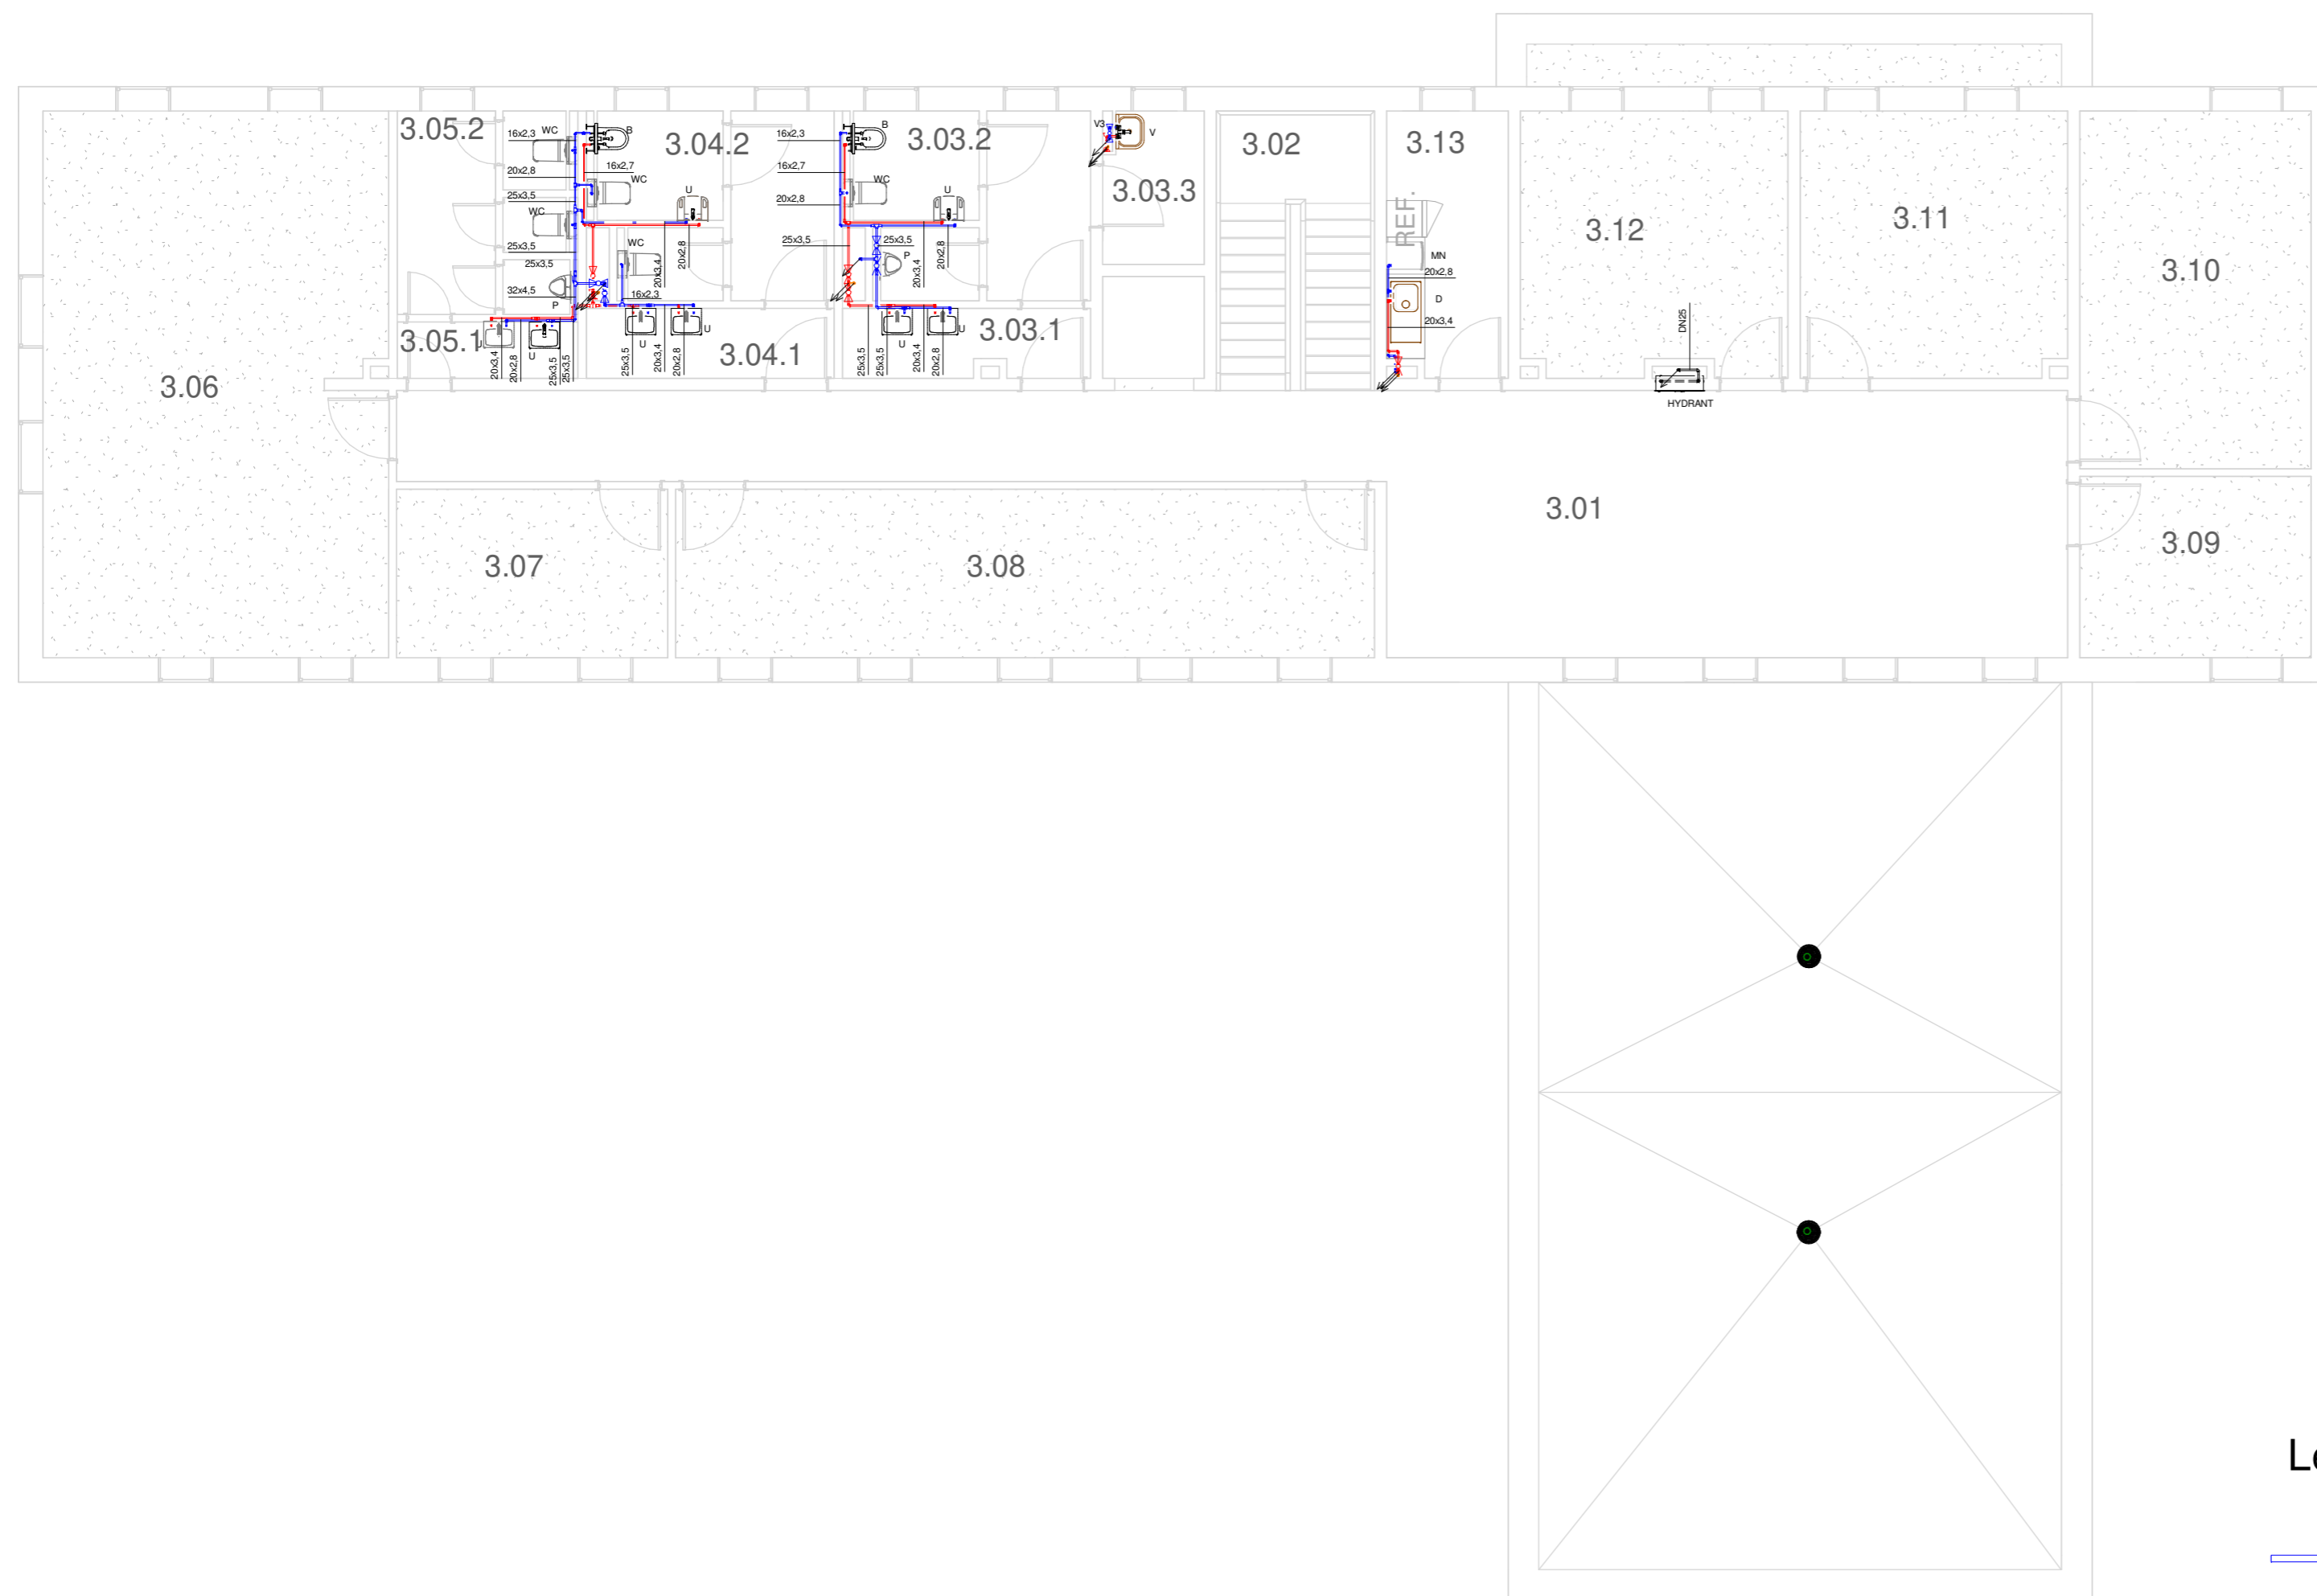 3.05.2
16x2,3
WC
B
3.04.2
16x2,3
B
3.03.2
V3
V
3.02
3.13
20x2,8
16x2,7
WC
16x2,7
WC
3.03.3
25x3,5
U
20x2,8
U
REF.
3.12
3.11
WC
25x3,5
WC
20x2,8
25x3,5
25x3,5
20x2,8
P
MN
3.10
25x3,5
20x3,4
20x3,4
20x2,8
32x4,5
16x2,3
D
P
20x3,4
DN25
3.05.1
U
U
U
U
3.04.1
U
U
3.03.1
20x3,4
20x2,8
25x3,5
25x3,5
25x3,5
20x3,4
20x2,8
25x3,5
25x3,5
20x3,4
20x2,8
3.06
HYDRANT
3.01
3.07
3.08
3.09